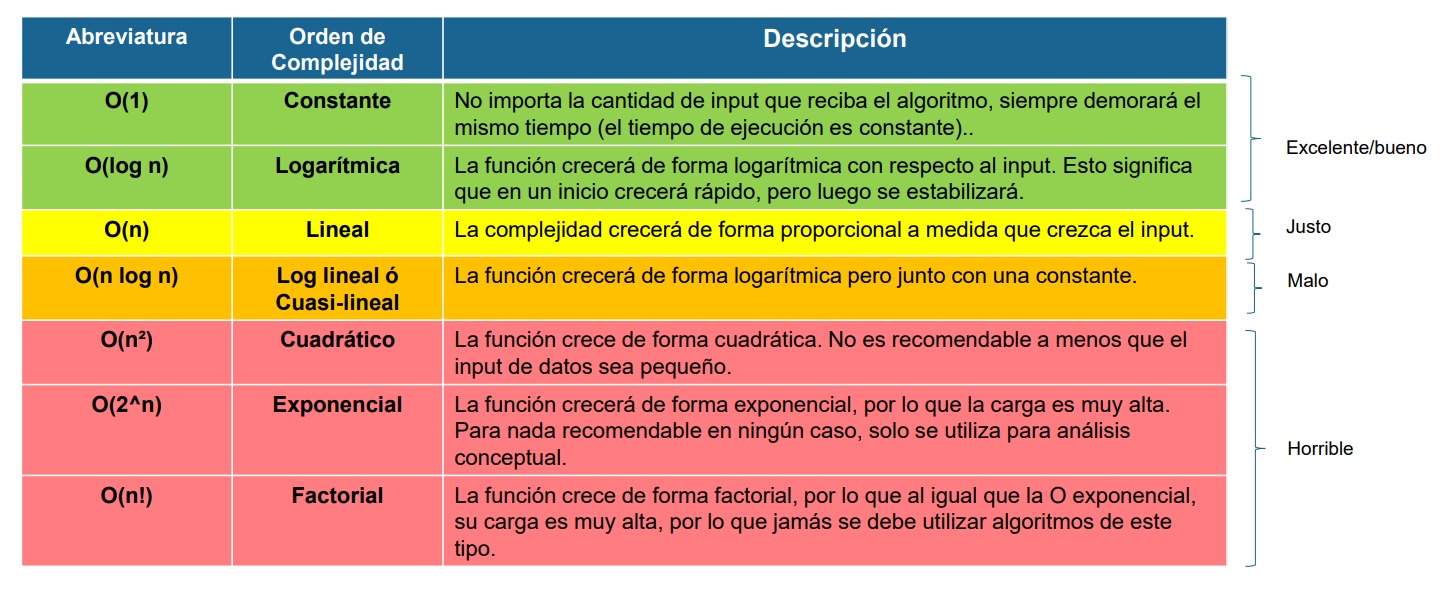 Abreviatura
Orden de
Complejidad
Descripción
O(1)
Constante
No importa la cantidad de input que reciba el algoritmo, siempre demorará el
mismo tiempo (el tiempo de ejecución es constante)..
O(log n)
Logarítmica
La función crecerá de forma logarítmica con respecto al input. Esto significa
que en un inicio crecerá rápido, pero luego se estabilizará.
Excelente/bueno
O(n)
Lineal
La complejidad crecerá de forma proporcional a medida que crezca el input.
Justo
O(n log n)
Log lineal ó
Cuasi-lineal
La función crecerá de forma logarítmica pero junto con una constante.
Malo
O(n²)
Cuadrático
La función crece de forma cuadrática. No es recomendable a menos que el
input de datos sea pequeño.
O(2^n)
Exponencial
La función crecerá de forma exponencial, por lo que la carga es muy alta.
Para nada recomendable en ningún caso, solo se utiliza para análisis
conceptual.
O(n!)
Factorial
La función crece de forma factorial, por lo que al igual que la O exponencial,
su carga es muy alta, por lo que jamás se debe utilizar algoritmos de este
tipo.
Horrible